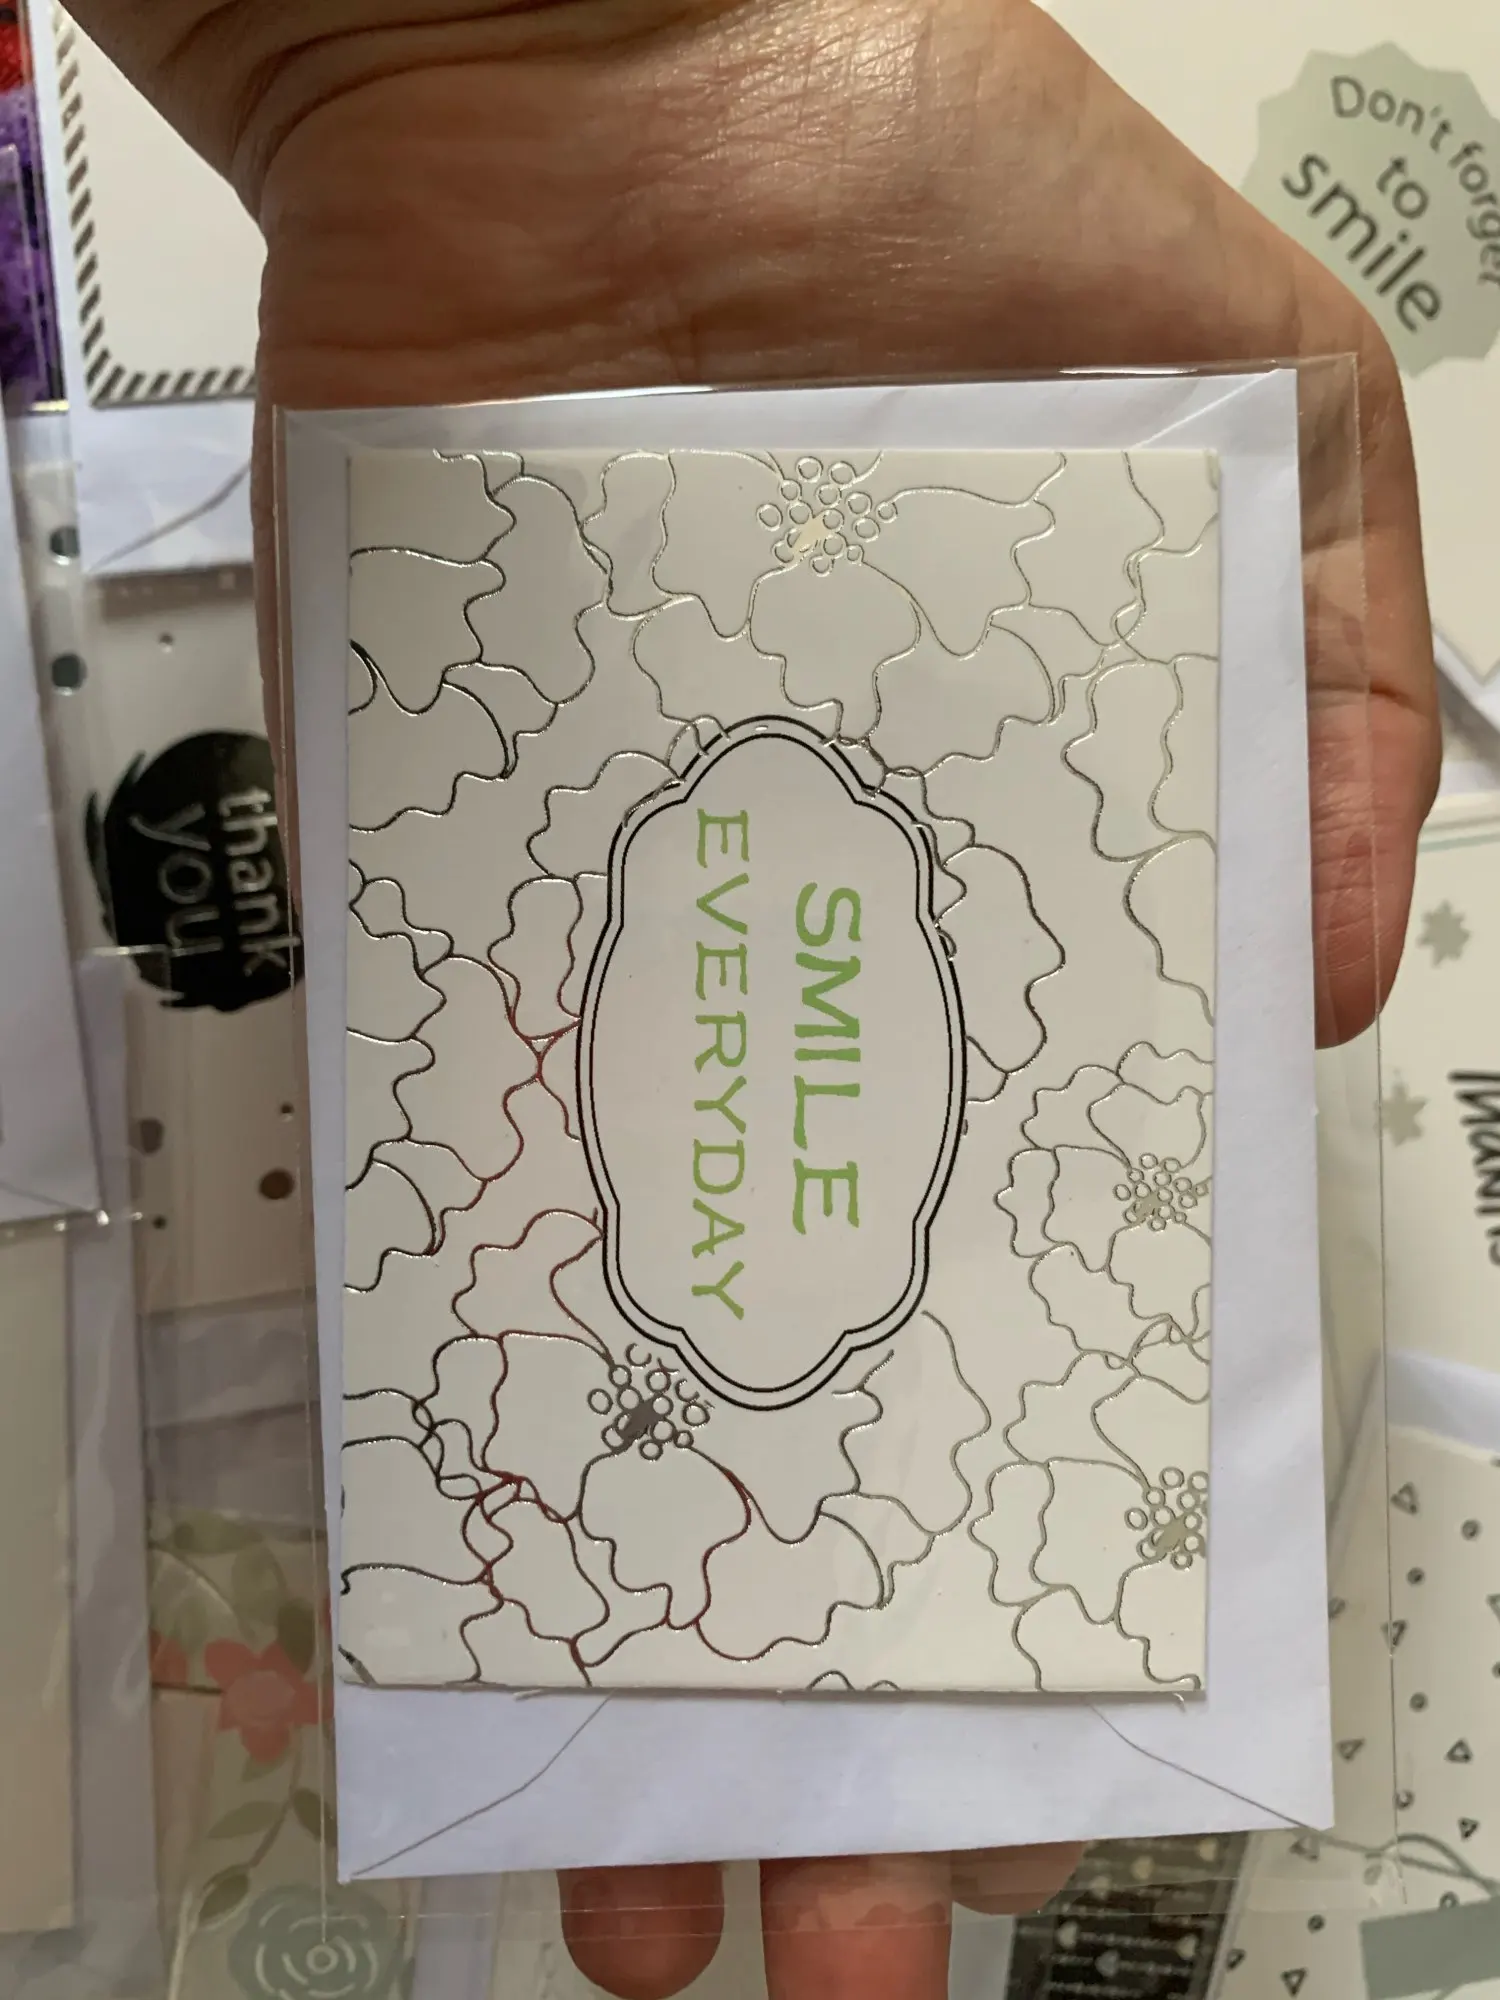 SMILE
EVERYDAY
Don't forget
to
smile
thank
you